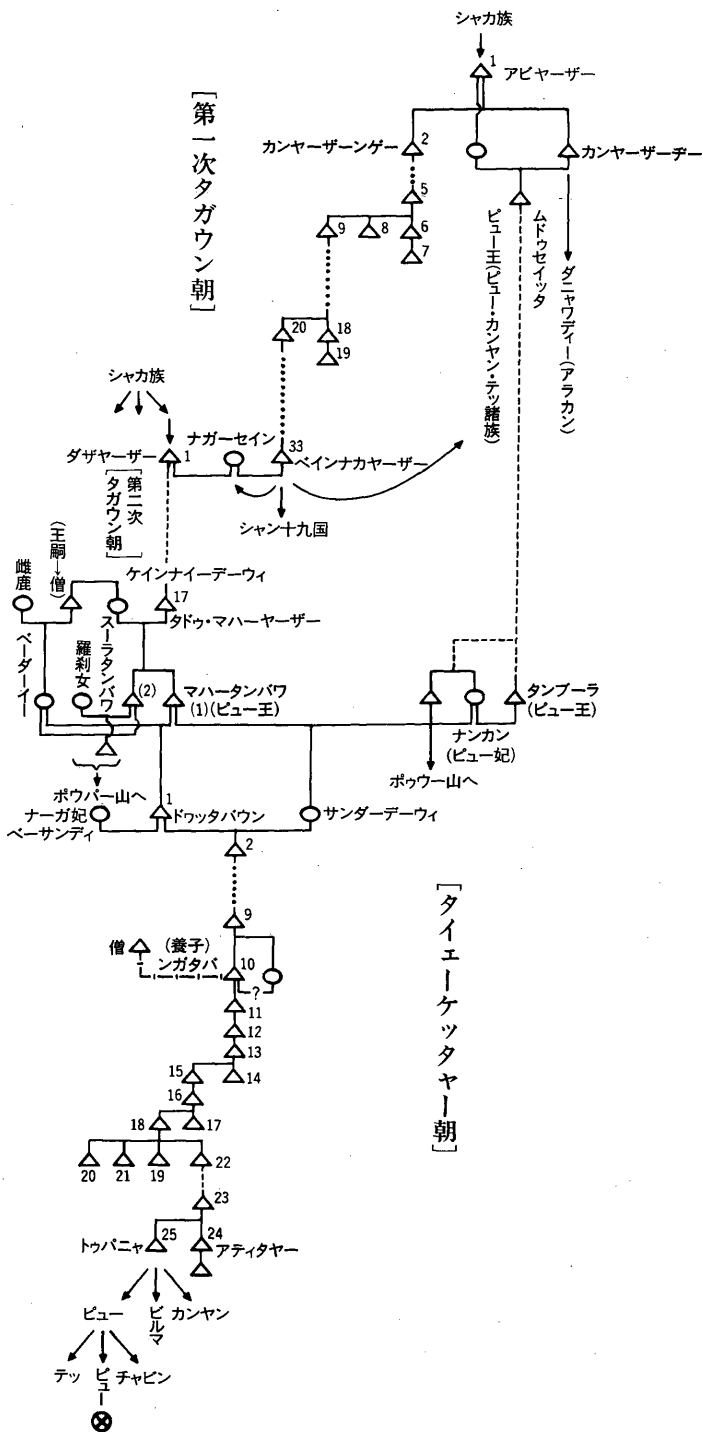 シャカ族
1
アビヤーザー
[第一次タガウン朝]
カンヤーザーンゲー
2
カンヤーザーヂー
5
9
8
6
7
ムドゥセイッタ
ピュー王(ピュー・カンヤン・テッ諸族)
ダニャワディー(アラカン)
20
18
19
シャカ族
ナガーセイン
33
ダザヤーザー
1
ベインナカヤーザー
[第二次タガウン朝]
シャン十九国
ケインナイーデーウィ
17
タドゥ・マハーヤーザー
(王嗣→僧)
雌鹿
スーラタンバワ
羅刹女
ベーダーイー
(2)
マハータンバワ
(1)(ピュー王)
タンブーラ
(ピュー王)
ナンカン
(ピュー妃)
ポゥウー山へ
ポウパー山へ
ナーガ妃
ベーサンディ
1
ドヮッタバウン
サンダーデーウィ
2
[タイェーケッタャー朝]
9
僧
(養子)
ンガタバ
10
?
11
12
13
14
15
16
18
17
20
21
19
22
23
25
24
トゥパニャ
アティタヤー
ピュー
ビルマ
カンヤン
テッ
ピュー
チャビン